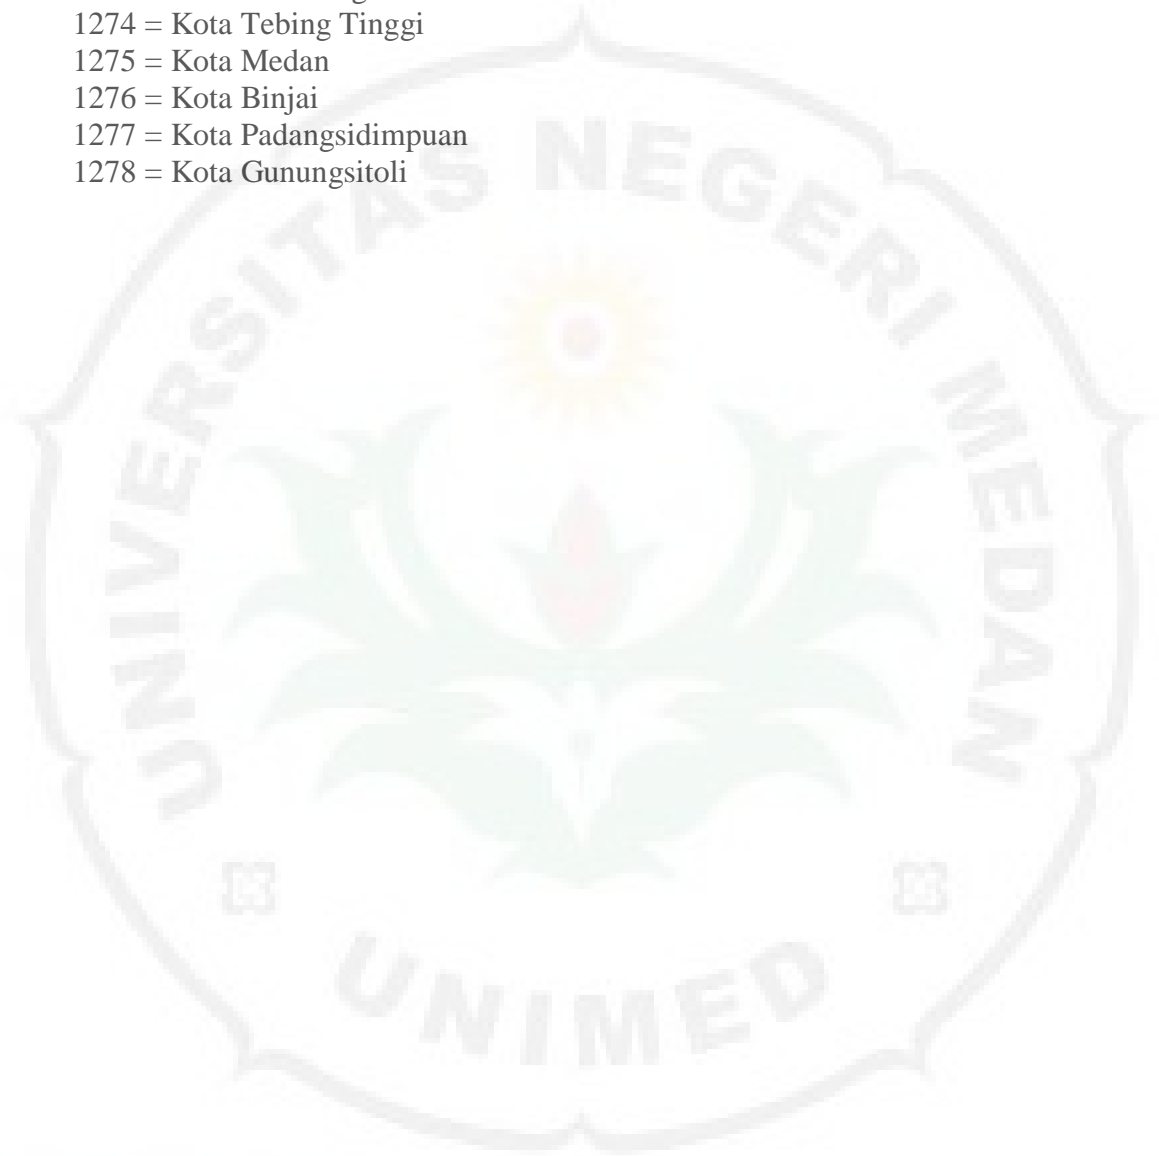 1274 = Kota Tebing Tinggi
1275 = Kota Medan
1276 = Kota Binjai
1277 = Kota Padangsidimpuan
1278 = Kota Gunungsitoli
UNIVERSITAS NEGERI MEDAN
UNIMED